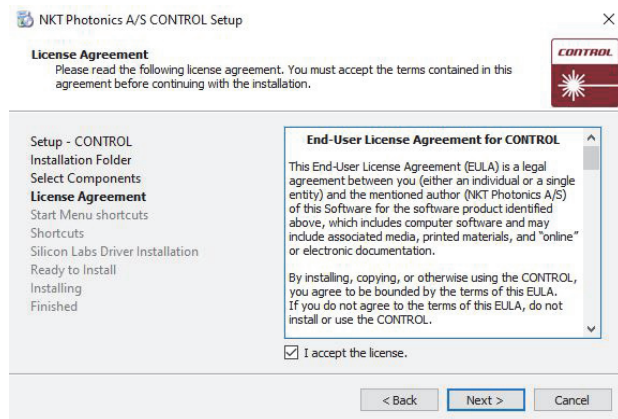 NKT Photonics A/S CONTROL Setup
License Agreement
Please read the following license agreement. You must accept the terms contained in this
agreement before continuing with the installation.
CONTROL
Setup - CONTROL
Installation Folder
Select Components
License Agreement
Start Menu shortcuts
Shortcuts
Silicon Labs Driver Installation
Ready to Install
Installing
Finished
End-User License Agreement for CONTROL
This End-User License Agreement (EULA) is a legal
agreement between you (either an individual or a single
entity) and the mentioned author (NKT Photonics A/S)
of this Software for the software product identified
above, which includes computer software and may
include associated media, printed materials, and “online”
or electronic documentation.
By installing, copying, or otherwise using the CONTROL,
you agree to be bounded by the terms of this EULA.
If you do not agree to the terms of this EULA, do not
install or use the CONTROL.
I accept the license.
< Back
Next >
Cancel